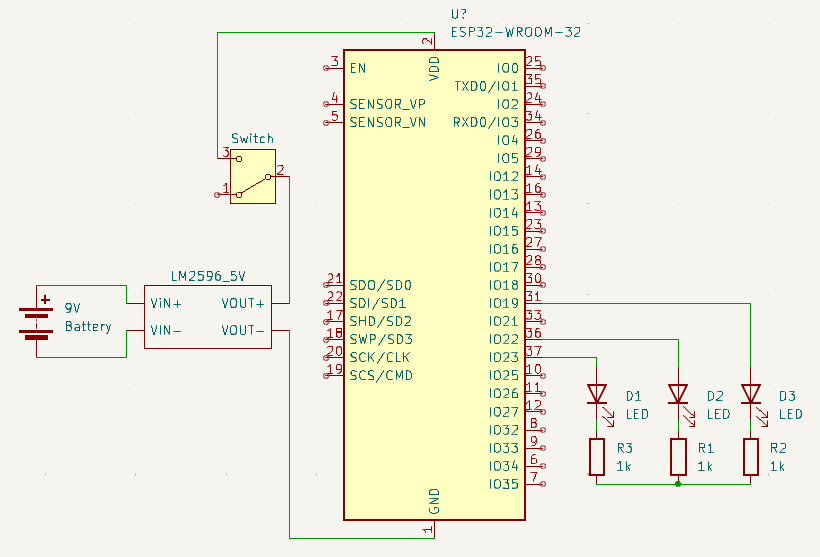 U?
ESP32-WROOM-32
2
VDD
3 EN
4 SENSOR_VP
5 SENSOR_VN
21 SDO/SD0
22 SDI/SD1
17 SHD/SD2
18 SWP/SD3
20 SCK/CLK
19 SCS/CMD
IO0 25
TXD0/IO1 35
IO2 24
RXD0/IO3 34
IO4 26
IO5 29
IO12 14
IO13 16
IO14 13
IO15 23
IO16 27
IO17 28
IO18 30
IO19 31
IO21 33
IO22 36
IO23 37
IO25 10
IO26 11
IO27 12
IO32 8
IO33 9
IO34 6
IO35 7
GND
1
Switch
3
2
1
LM2596_5V
ViN+ VOUT+
VIN- VOUT-
+
9V
Battery
D1
LED
D2
LED
D3
LED
R3
1k
R1
1k
R2
1k